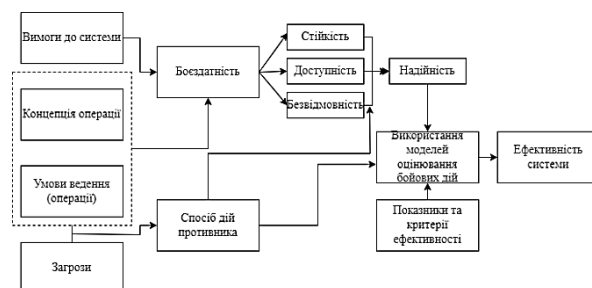 Вимоги до системи
Концепція операції
Умови ведення
(операції)
Загрози
Боєздатність
Спосіб дій
противника
Стійкість
Доступність
Безвідмовність
Надійність
Використання
моделей
оцінювання
бойових дій
Показники та
критерії
ефективності
Ефективність
системи